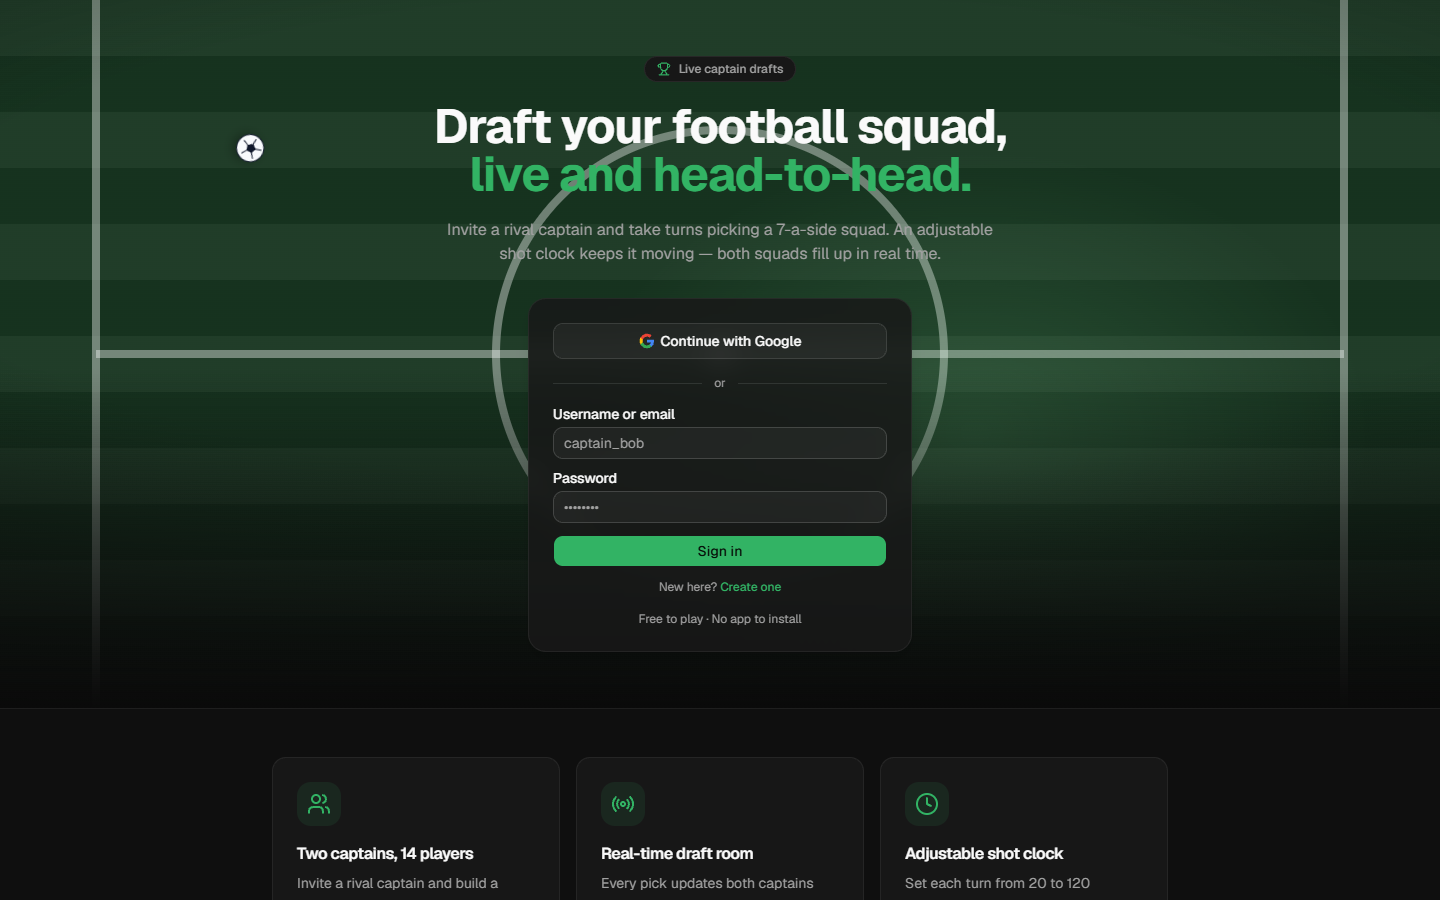 Live captain drafts
Draft your football squad,
live and head-to-head.
Invite a rival captain and take turns picking a 7-a-side squad. An adjustable
shot clock keeps it moving — both squads fill up in real time.
Continue with Google
or
Username or email
captain_bob
Password
••••••••
Sign in
New here? Create one
Free to play · No app to install
Two captains, 14 players
Invite a rival captain and build a
Real-time draft room
Every pick updates both captains
Adjustable shot clock
Set each turn from 20 to 120